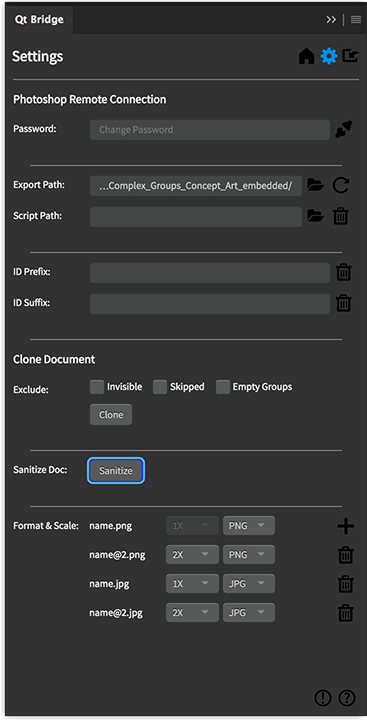 Qt Bridge
Settings
Photoshop Remote Connection
Password: Change Password
Export Path: ...Complex_Groups_Concept_Art_embedded/
Script Path:
ID Prefix:
ID Suffix:
Clone Document
Exclude: Invisible Skipped Empty Groups
Clone
Sanitize Doc: Sanitize
Format & Scale: name.png 1X PNG
name@2.png 2X PNG
name.jpg 1X JPG
name@2.jpg 2X JPG